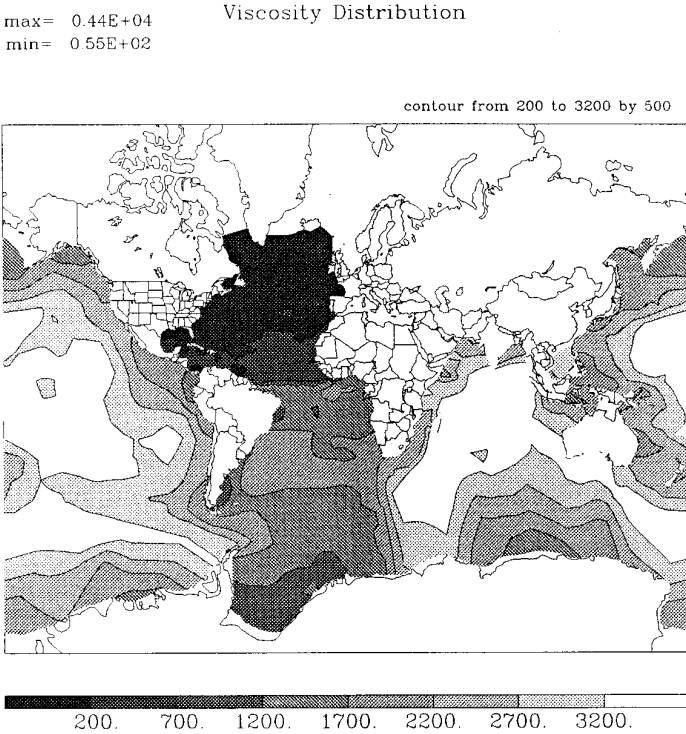 Viscosity Distribution
max= 0.44E+04
min= 0.55E+02
contour from 200 to 3200 by 500
200. 700. 1200. 1700. 2200. 2700. 3200.